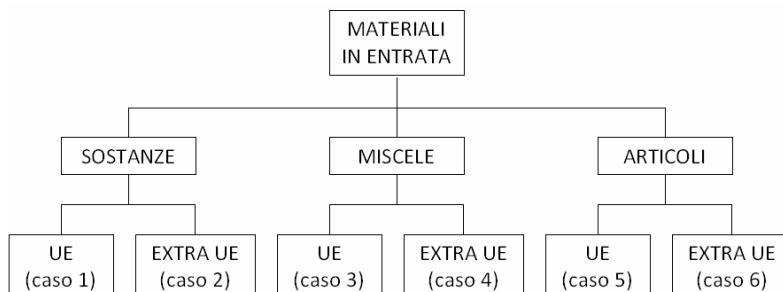 MATERIALI
IN ENTRATA
SOSTANZE
MISCELE
ARTICOLI
UE
(caso 1)
EXTRA UE
(caso 2)
UE
(caso 3)
EXTRA UE
(caso 4)
UE
(caso 5)
EXTRA UE
(caso 6)